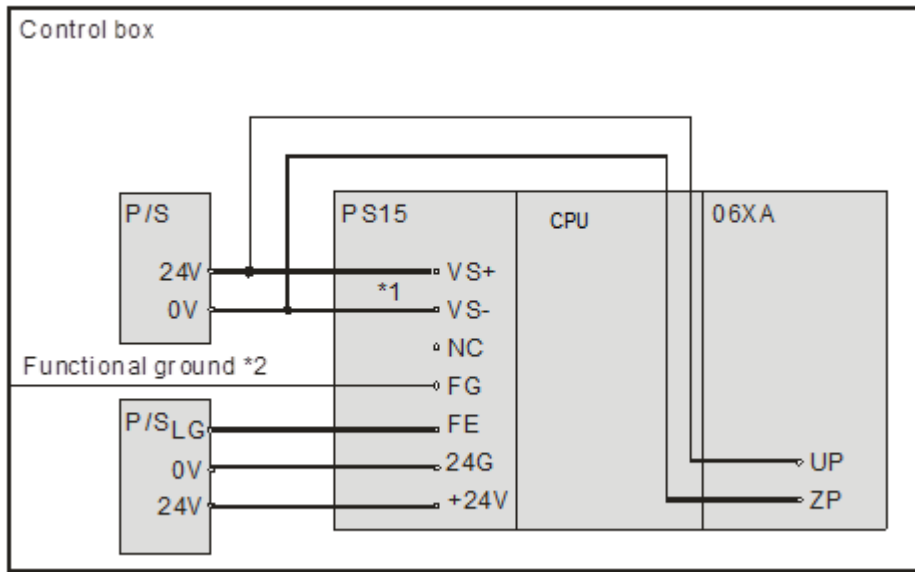 Control box
P/S
24V
0V
PS15
CPU
06XA
*1
VS+
VS-
NC
FG
FE
24G
+24V
Functional ground *2
P/S
LG
0V
24V
UP
ZP